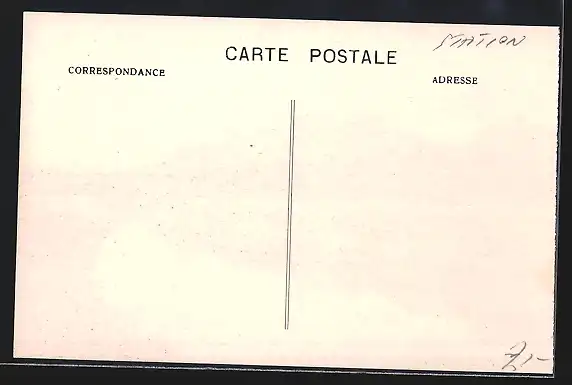 STATION
CARTE POSTALE
CORRESPONDANCE
ADRESSE